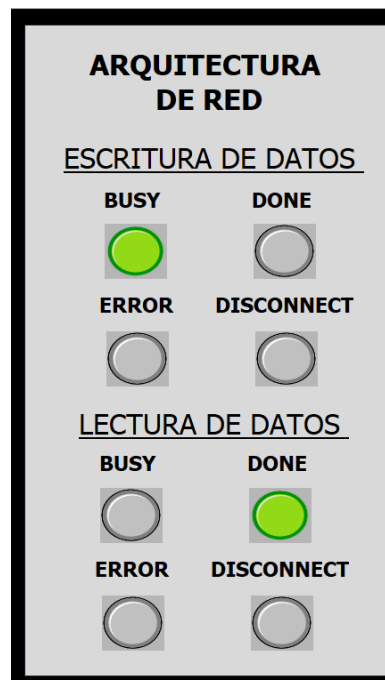 ARQUITECTURA
DE RED
ESCRITURA DE DATOS
BUSY DONE
ERROR DISCONNECT
LECTURA DE DATOS
BUSY DONE
ERROR DISCONNECT